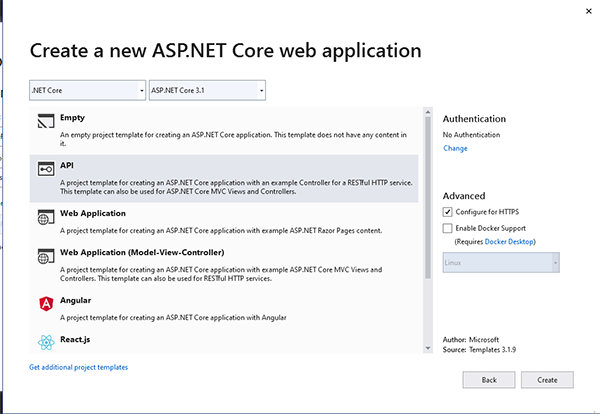 Create a new ASP.NET Core web application
.NET Core
ASP.NET Core 3.1
Empty
An empty project template for creating an ASP.NET Core application. This template does not have any content in
it.
API
A project template for creating an ASP.NET Core application with an example Controller for a RESTful HTTP service.
This template can also be used for ASP.NET Core MVC Views and Controllers.
Web Application
A project template for creating an ASP.NET Core application with example ASP.NET Razor Pages content.
Web Application (Model-View-Controller)
A project template for creating an ASP.NET Core application with example ASP.NET Core MVC Views and
Controllers. This template can also be used for RESTful HTTP services.
Angular
A project template for creating an ASP.NET Core application with Angular
React.js
Get additional project templates
Authentication
No Authentication
Change
Advanced
Configure for HTTPS
Enable Docker Support
(Requires Docker Desktop)
Linux
Author: Microsoft
Source: Templates 3.1.9
Back
Create